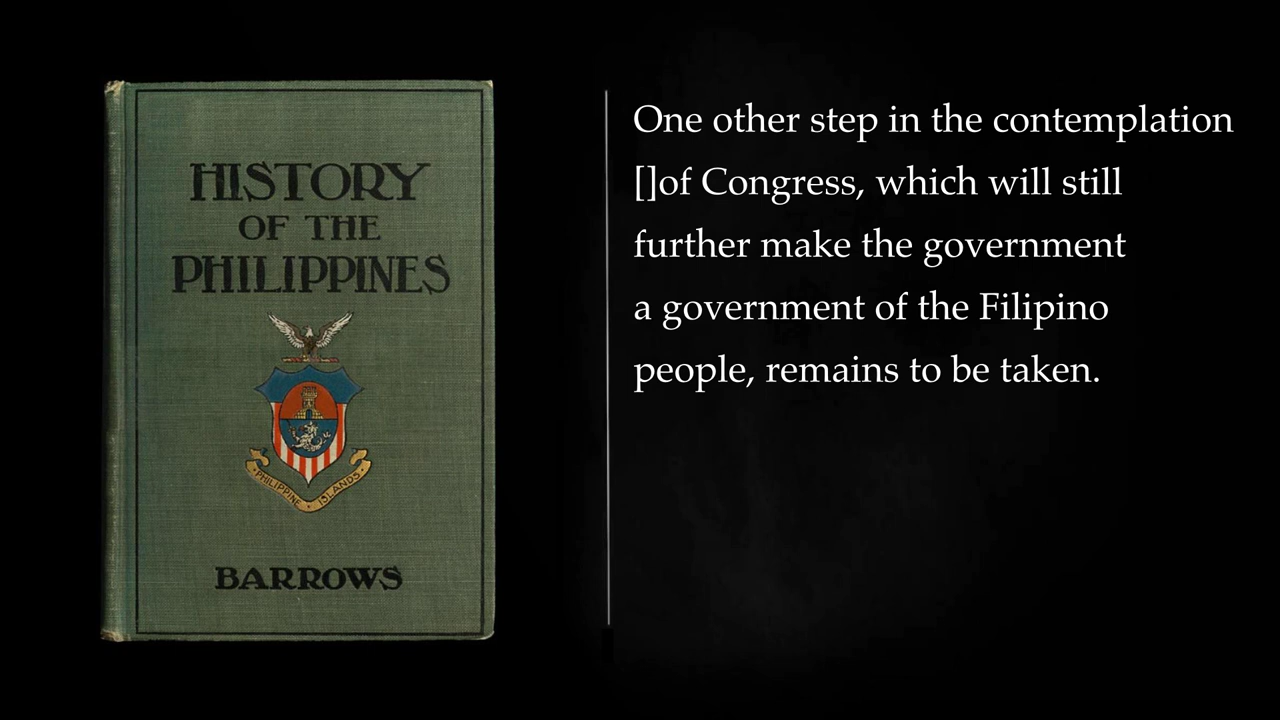 HISTORY
OF THE
PHILIPPINES
PHILIPPINE ISLANDS
BARROWS
One other step in the contemplation
[]of Congress, which will still
further make the government
a government of the Filipino
people, remains to be taken.